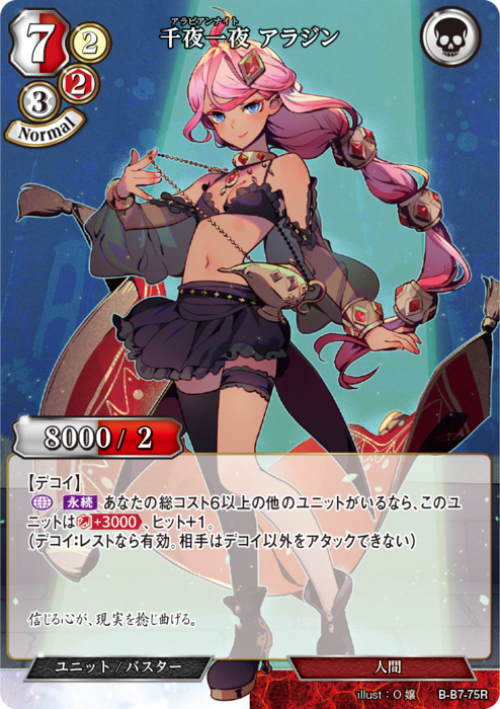 アラビアンナイト
千夜一夜 アラジン
7
2
2
3
Normal
8000 / 2
【デコイ】
永続 あなたの総コスト6以上の他のユニットがいるなら、このユ
ニットは+3000、ヒット+1。
(デコイ:レストなら有効。相手はデコイ以外をアタックできない)
信じる心が、現実を捻じ曲げる。
ユニット / バスター
人間
illust:O嬢
B-B7-75R